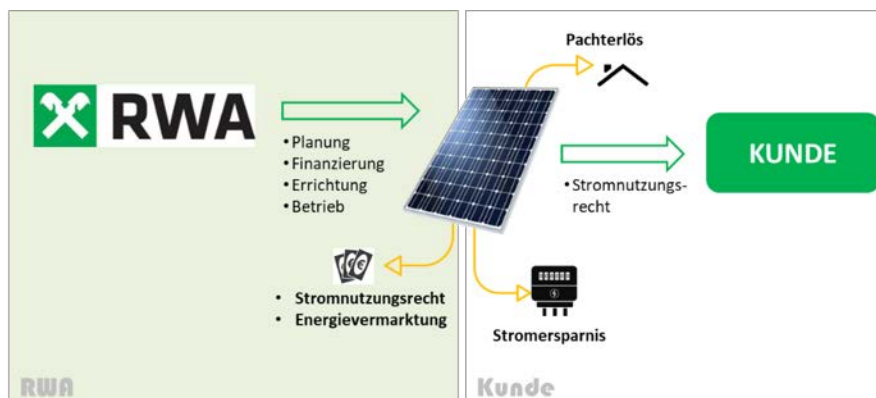 Pachterlös
RWA
• Planung
• Finanzierung
• Errichtung
• Betrieb
• Stromnutzungs-
recht
KUNDE
• Stromnutzungsrecht
• Energievermarktung
Stromersparnis
RWA
Kunde